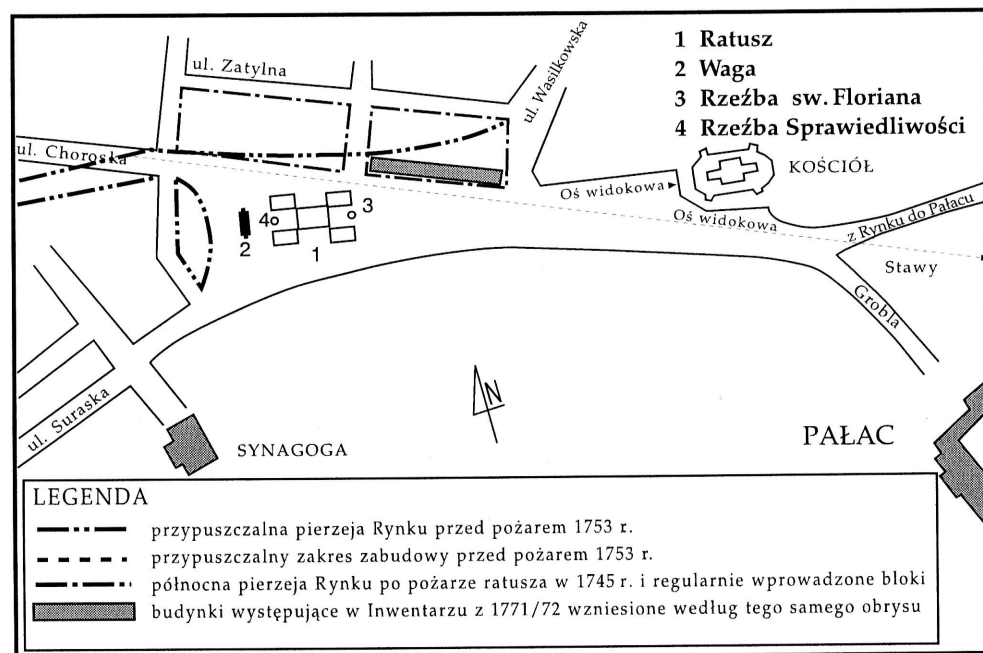 1 Ratusz
2 Waga
3 Rzeźba sw. Floriana
4 Rzeźba Sprawiedliwości
ul. Zatylna
ul. Wasilkowska
ul. Choroska
KOŚCIÓŁ
Oś widokowa
Oś widokowa
z Rynku do Pałacu
Stawy
Grobla
4
3
2
1
N
ul. Suraska
SYNAGOGA
PAŁAC
LEGENDA
przypuszczalna pierzeja Rynku przed pożarem 1753 r.
przypuszczalny zakres zabudowy przed pożarem 1753 r.
północna pierzeja Rynku po pożarze ratusza w 1745 r. i regularnie wprowadzone bloki
budynki występujące w Inwentarzu z 1771/72 wzniesione według tego samego obrysu